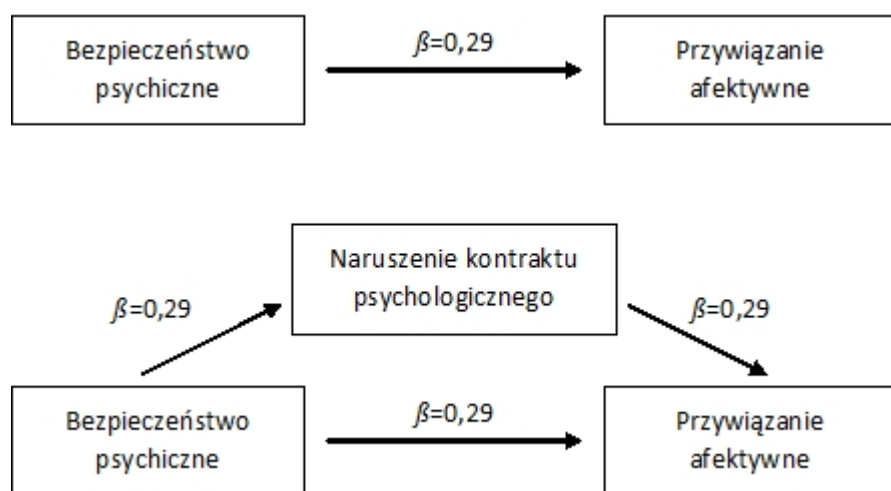 Bezpieczeństwo
psychiczne
ß=0,29
Przywiązanie
afektywne
Naruszenie kontraktu
psychologicznego
ß=0,29
ß=0,29
Bezpieczeństwo
psychiczne
ß=0,29
Przywiązanie
afektywne